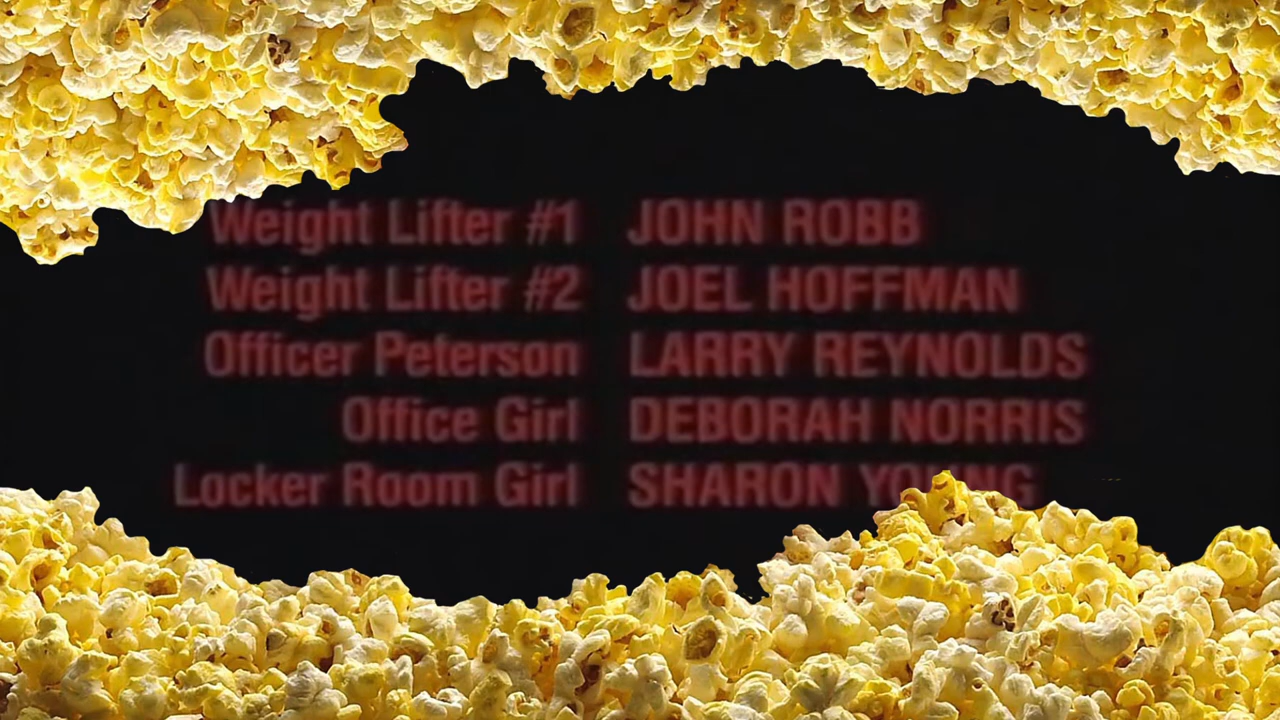 Weight Lifter #1 JOHN ROBB
Weight Lifter #2 JOEL HOFFMAN
Officer Peterson LARRY REYNOLDS
Office Girl DEBORAH NORRIS
Locker Room Girl SHARON YOUNG